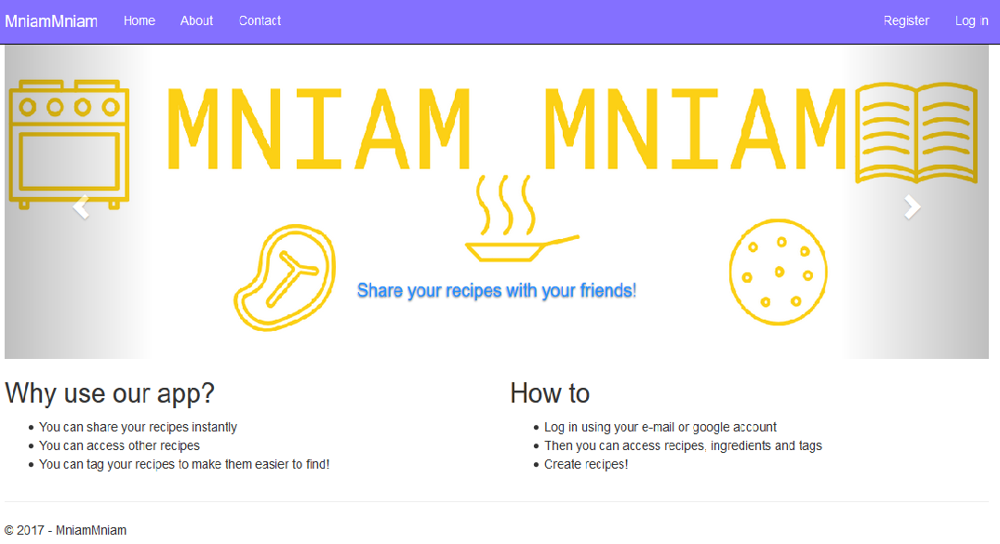 MniamMniam Home About Contact Register Log in
MNIAM MNIAM
Share your recipes with your friends!
Why use our app?
• You can share your recipes instantly
• You can access other recipes
• You can tag your recipes to make them easier to find!
How to
• Log in using your e-mail or google account
• Then you can access recipes, ingredients and tags
• Create recipes!
© 2017 - MniamMniam